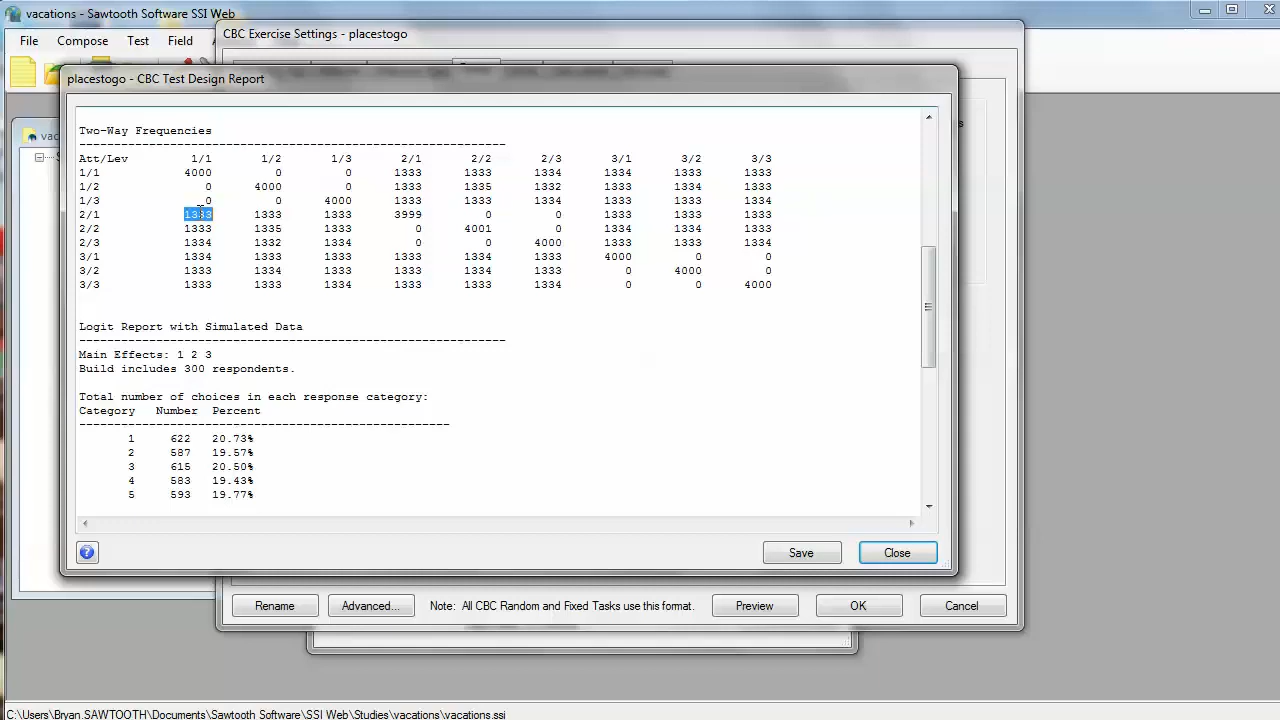 vacations - Sawtooth Software SSI Web
CBC Exercise Settings - placestogo
File Compose Test Field
placestogo - CBC Test Design Report
Two-Way Frequencies
--------------------------------------------------------------
Att/Lev 1/1 1/2 1/3 2/1 2/2 2/3 3/1 3/2 3/3
1/1 4000 0 0 1333 1333 1334 1334 1333 1333
1/2 0 4000 0 1333 1335 1332 1333 1334 1333
1/3 0 0 4000 1333 1333 1334 1333 1333 1334
2/1 1333 1333 1333 3999 0 0 1333 1333 1333
2/2 1333 1335 1333 0 4001 0 1334 1334 1333
2/3 1334 1332 1334 0 0 4000 1333 1333 1334
3/1 1334 1333 1333 1333 1334 1333 4000 0 0
3/2 1333 1334 1333 1333 1334 1333 0 4000 0
3/3 1333 1333 1334 1333 1333 1334 0 0 4000
Logit Report with Simulated Data
--------------------------------------------------------------
Main Effects: 1 2 3
Build includes 300 respondents.
Total number of choices in each response category:
Category Number Percent
------------------------------------------------------
1 622 20.73%
2 587 19.57%
3 615 20.50%
4 583 19.43%
5 593 19.77%
Save Close
Rename Advanced... Note: All CBC Random and Fixed Tasks use this format. Preview OK Cancel
C:\Users\Bryan.SAWTOOTH\Documents\Sawtooth Software\SSI Web\Studies\vacations\vacations.ssi